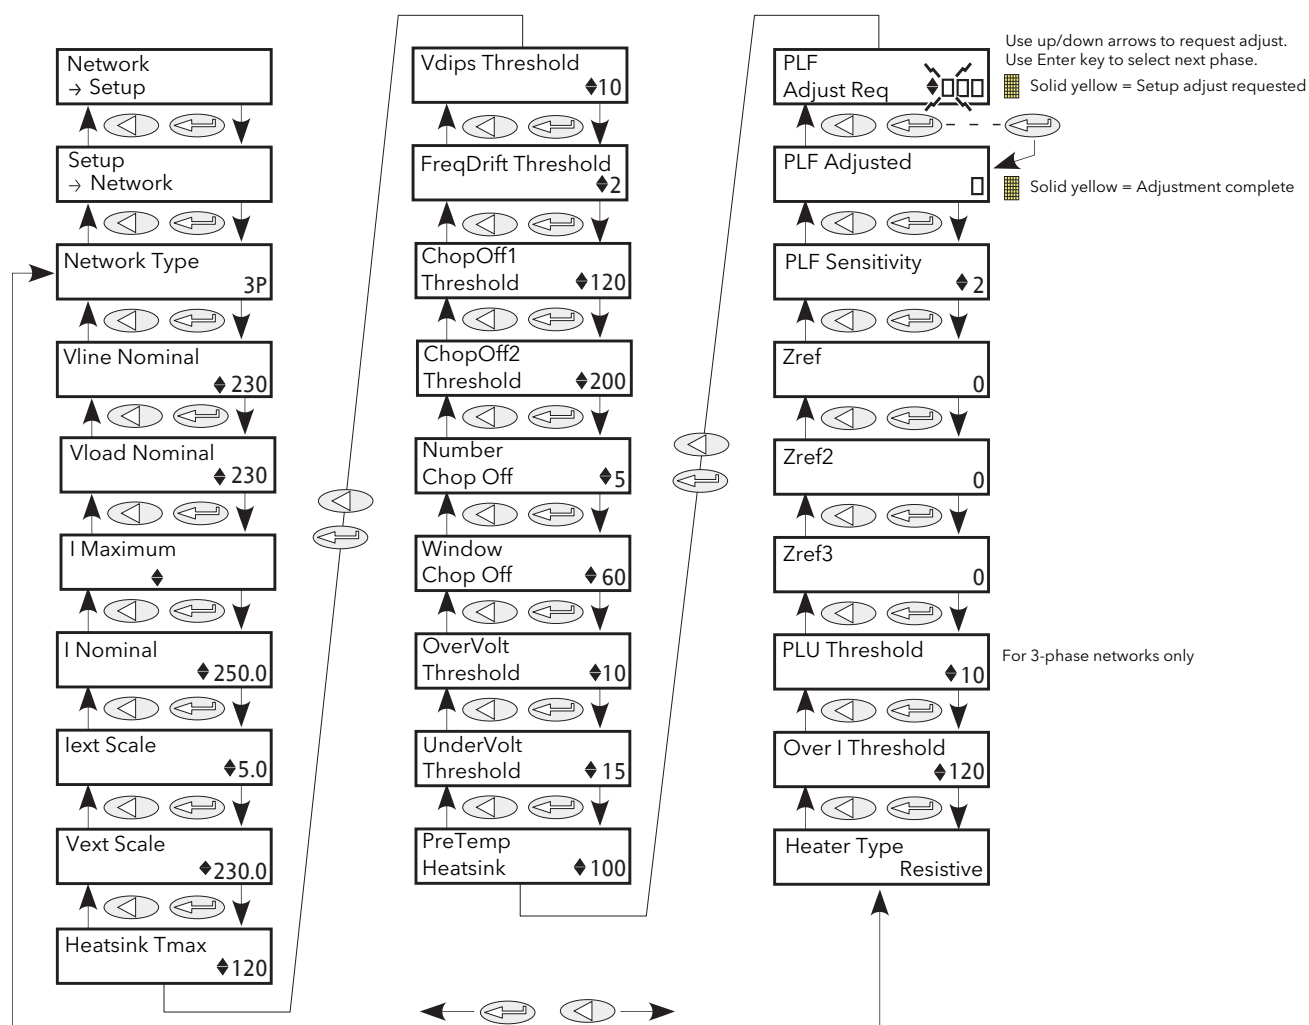 Network
→ Setup
Setup
→ Network
Network Type
3P
Vline Nominal
230
Vload Nominal
230
I Maximum
I Nominal
250.0
Iext Scale
5.0
Vext Scale
230.0
Heatsink Tmax
120
Vdips Threshold
10
FreqDrift Threshold
2
ChopOff1
Threshold 120
ChopOff2
Threshold 200
Number
Chop Off 5
Window
Chop Off 60
OverVolt
Threshold 10
UnderVolt
Threshold 15
PreTemp
Heatsink 100
PLF
Adjust Req
Use up/down arrows to request adjust.
Use Enter key to select next phase.
Solid yellow = Setup adjust requested
PLF Adjusted
Solid yellow = Adjustment complete
PLF Sensitivity
2
Zref
0
Zref2
0
Zref3
0
PLU Threshold
10
For 3-phase networks only
Over I Threshold
120
Heater Type
Resistive